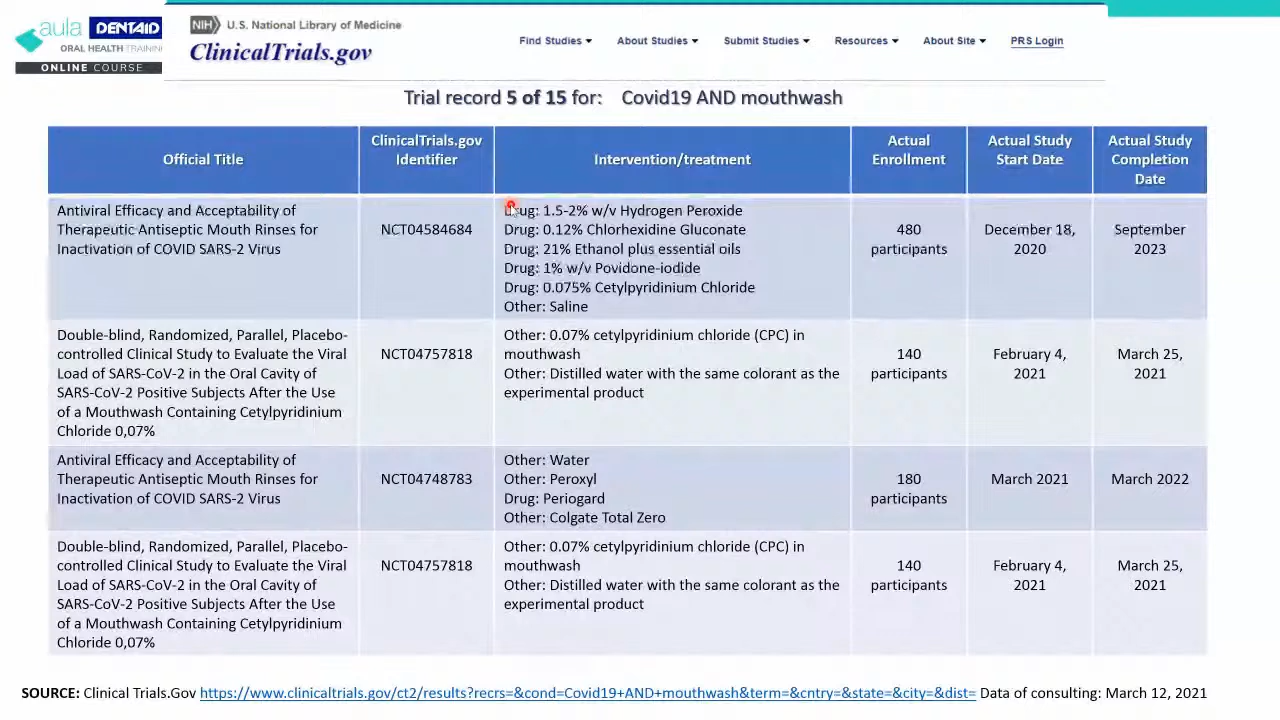 aula DENTAID
ORAL HEALTH TRAININ
ONLINE COURSE
NIH U.S. National Library of Medicine
ClinicalTrials.gov
Find Studies About Studies Submit Studies Resources About Site PRS Login
Trial record 5 of 15 for: Covid19 AND mouthwash
Official Title
ClinicalTrials.gov
Identifier
Intervention/treatment
Actual
Enrollment
Actual Study
Start Date
Actual Study
Completion
Date
Antiviral Efficacy and Acceptability of
Therapeutic Antiseptic Mouth Rinses for
Inactivation of COVID SARS-2 Virus
NCT04584684
Drug: 1.5-2% w/v Hydrogen Peroxide
Drug: 0.12% Chlorhexidine Gluconate
Drug: 21% Ethanol plus essential oils
Drug: 1% w/v Povidone-iodide
Drug: 0.075% Cetylpyridinium Chloride
Other: Saline
480
participants
December 18,
2020
September
2023
Double-blind, Randomized, Parallel, Placebo-
controlled Clinical Study to Evaluate the Viral
Load of SARS-CoV-2 in the Oral Cavity of
SARS-CoV-2 Positive Subjects After the Use
of a Mouthwash Containing Cetylpyridinium
Chloride 0,07%
NCT04757818
Other: 0.07% cetylpyridinium chloride (CPC) in
mouthwash
Other: Distilled water with the same colorant as the
experimental product
140
participants
February 4,
2021
March 25,
2021
Antiviral Efficacy and Acceptability of
Therapeutic Antiseptic Mouth Rinses for
Inactivation of COVID SARS-2 Virus
NCT04748783
Other: Water
Other: Peroxyl
Drug: Periogard
Other: Colgate Total Zero
180
participants
March 2021
March 2022
Double-blind, Randomized, Parallel, Placebo-
controlled Clinical Study to Evaluate the Viral
Load of SARS-CoV-2 in the Oral Cavity of
SARS-CoV-2 Positive Subjects After the Use
of a Mouthwash Containing Cetylpyridinium
Chloride 0,07%
NCT04757818
Other: 0.07% cetylpyridinium chloride (CPC) in
mouthwash
Other: Distilled water with the same colorant as the
experimental product
140
participants
February 4,
2021
March 25,
2021
SOURCE: Clinical Trials.Gov https://www.clinicaltrials.gov/ct2/results?recrs=&cond=Covid19+AND+mouthwash&term=&cntry=&state=&city=&dist= Data of consulting: March 12, 2021